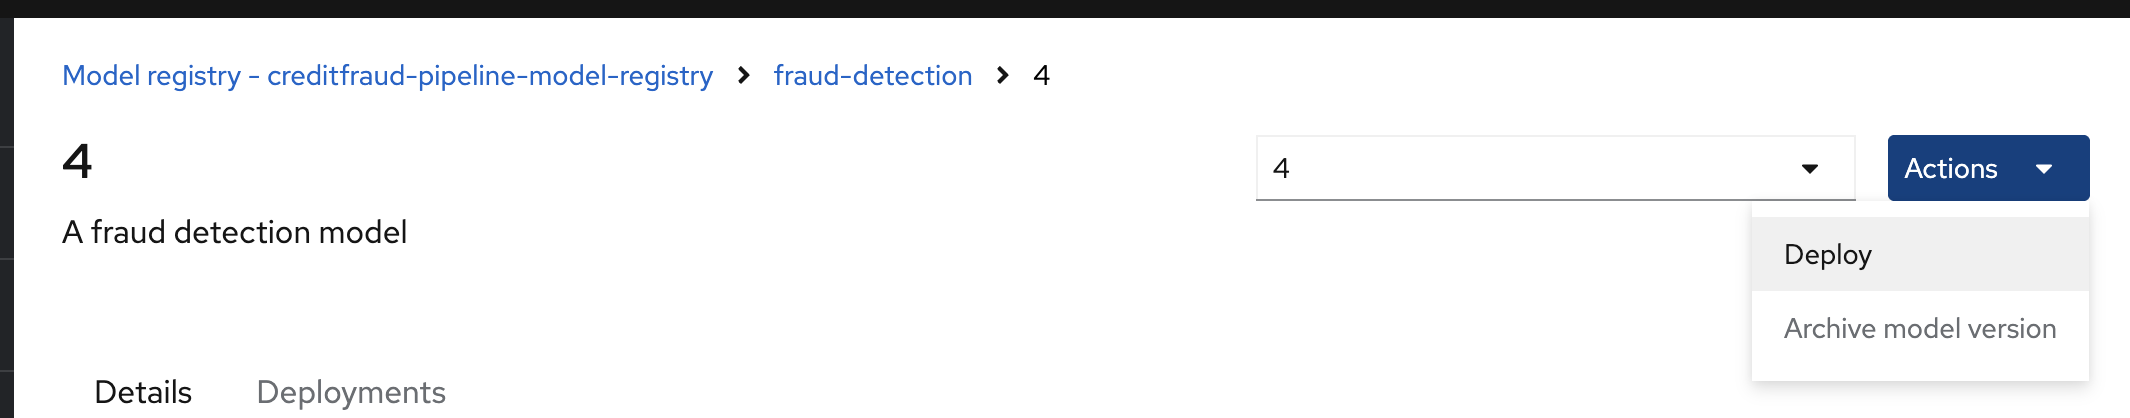 Model registry - creditfraud-pipeline-model-registry > fraud-detection > 4
4
4
Actions
A fraud detection model
Deploy
Archive model version
Details
Deployments